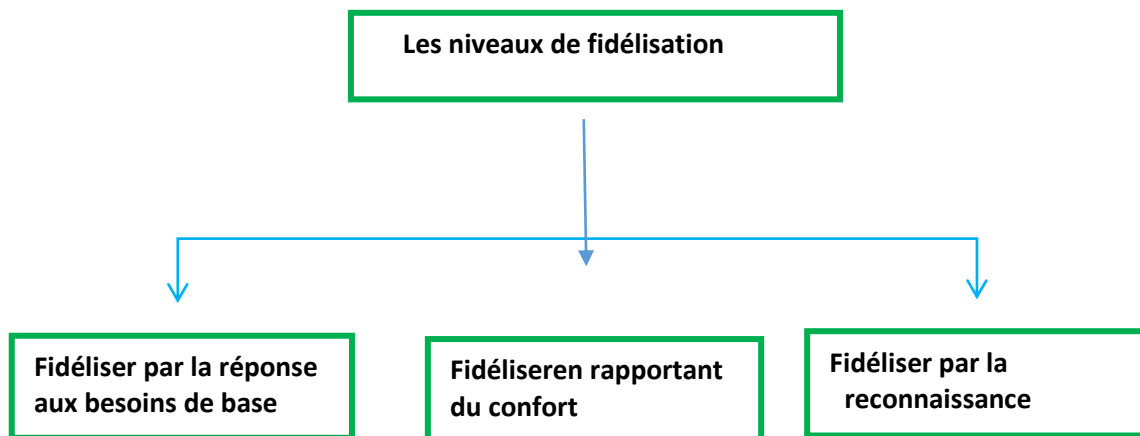 Les niveaux de fidélisation
Fidéliser par la réponse
aux besoins de base
Fidéliseren rapportant
du confort
Fidéliser par la
reconnaissance